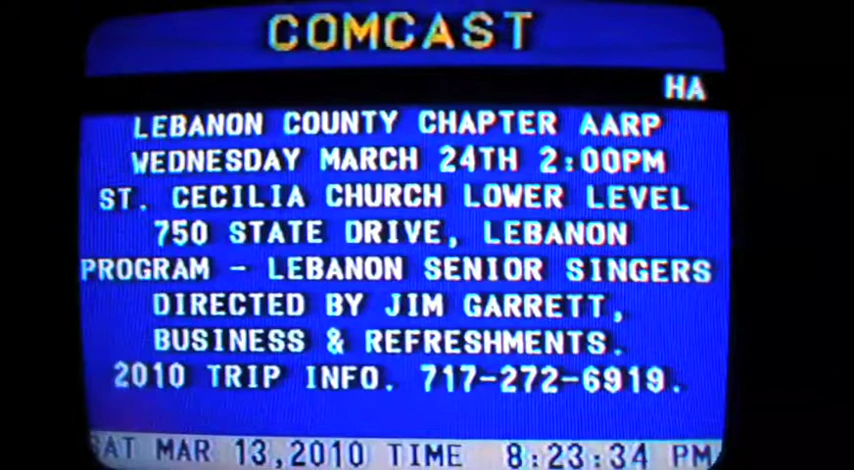 COMCAST
HA
LEBANON COUNTY CHAPTER AARP
WEDNESDAY MARCH 24TH 2:00PM
ST. CECILIA CHURCH LOWER LEVEL
750 STATE DRIVE, LEBANON
PROGRAM - LEBANON SENIOR SINGERS
DIRECTED BY JIM GARRETT,
BUSINESS & REFRESHMENTS.
2010 TRIP INFO. 717-272-6919.
SAT MAR 13,2010 TIME 8:23:34 PM